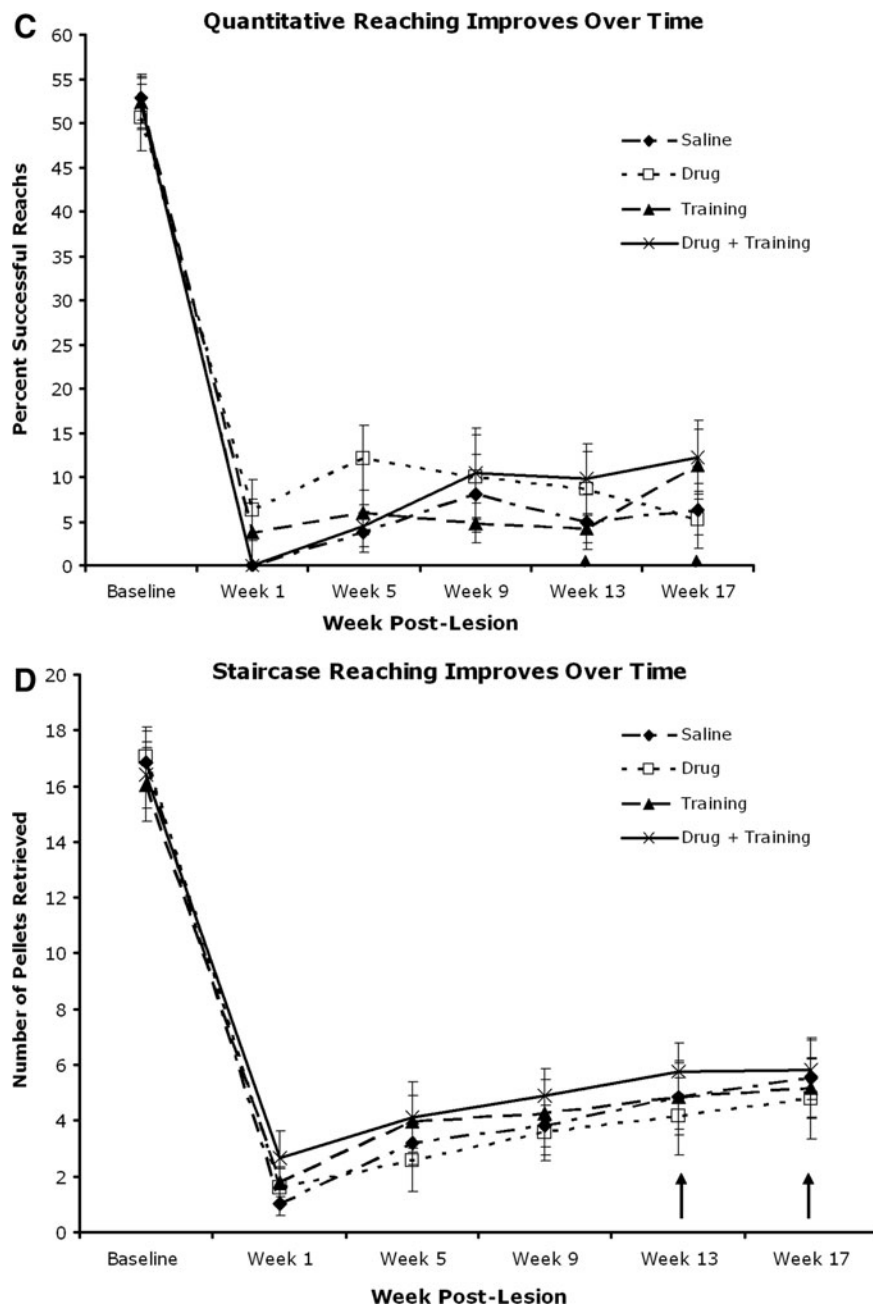 C
Quantitative Reaching Improves Over Time
60
55
50
45
40
35
30
25
20
15
10
5
0
Percent Successful Reachs
Saline
Drug
Training
Drug + Training
Baseline Week 1 Week 5 Week 9 Week 13 Week 17
Week Post-Lesion
D
Staircase Reaching Improves Over Time
20
18
16
14
12
10
8
6
4
2
0
Number of Pellets Retrieved
Saline
Drug
Training
Drug + Training
Baseline Week 1 Week 5 Week 9 Week 13 Week 17
Week Post-Lesion